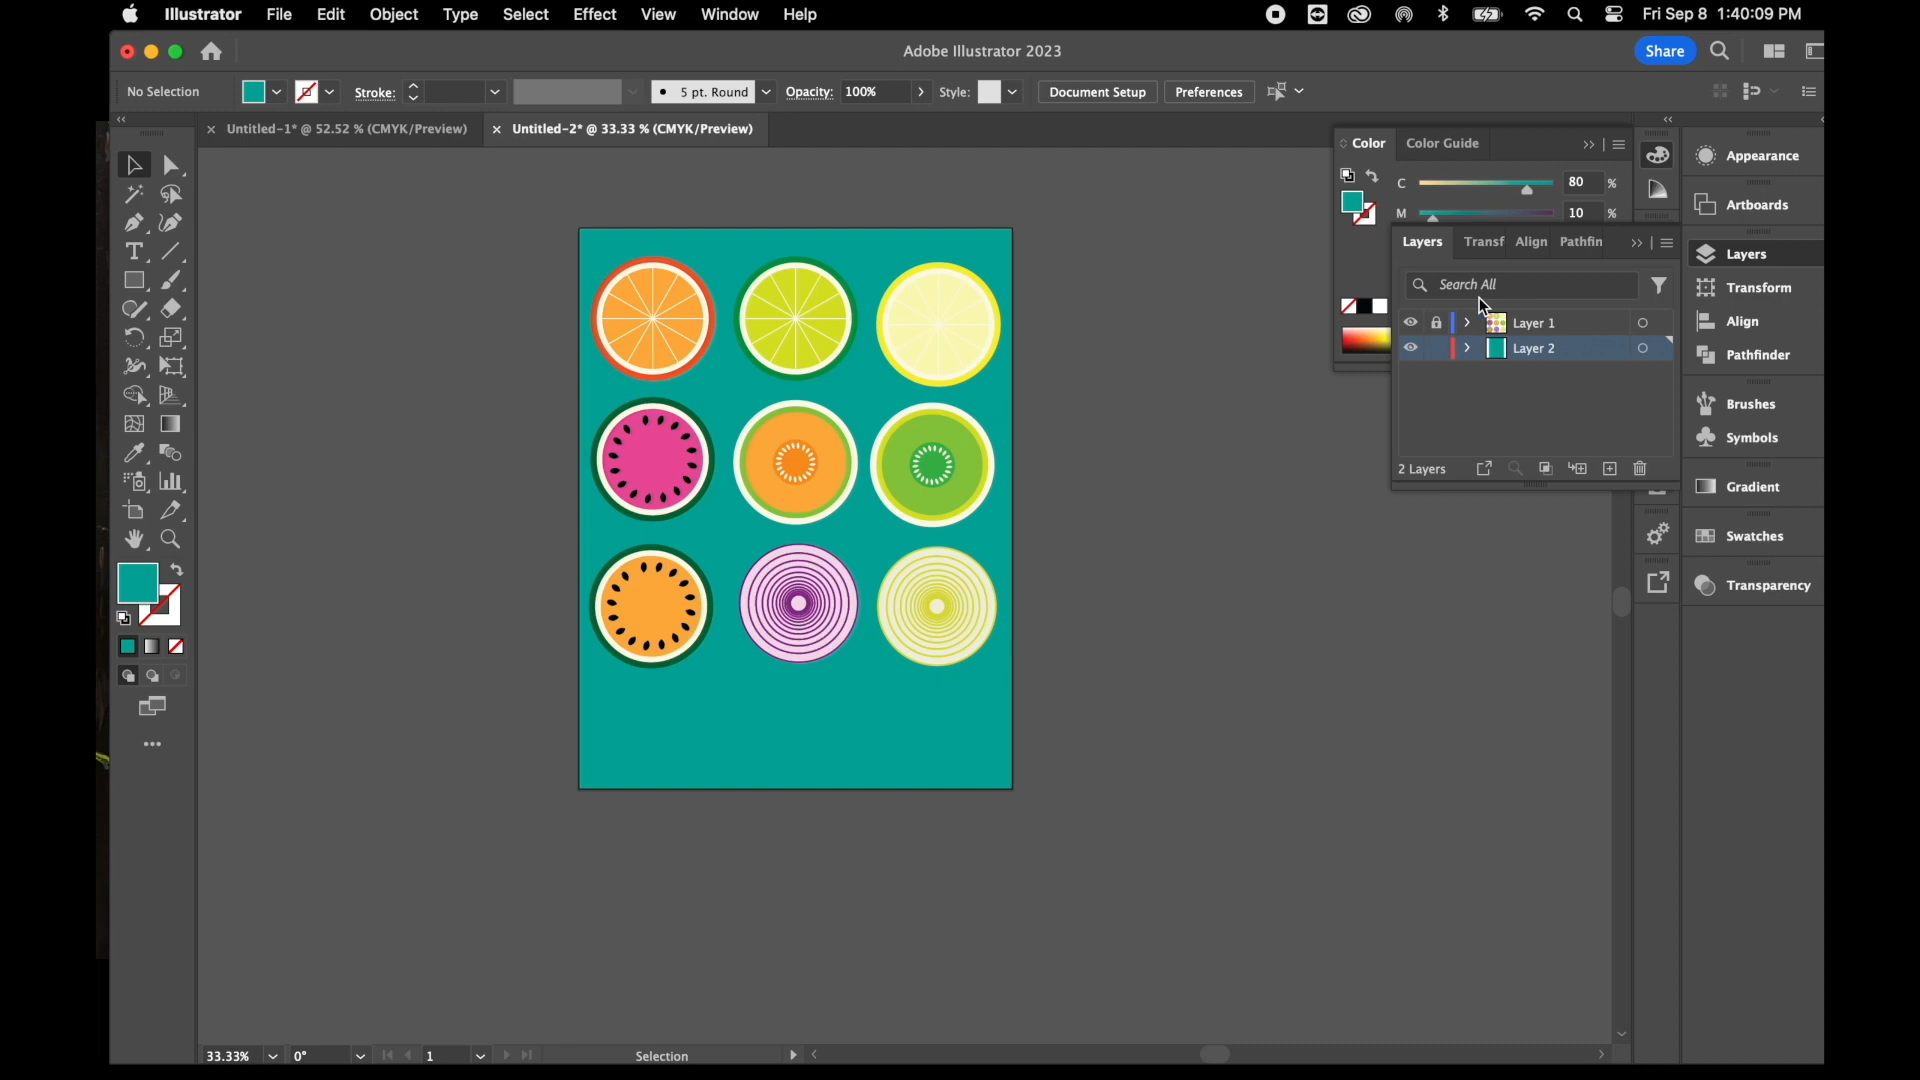 Illustrator File Edit Object Type Select Effect View Window Help Fri Sep 8 1:40:09 PM
Adobe Illustrator 2023 Share
No Selection Stroke: 5 pt. Round Opacity: 100% Style: Document Setup Preferences
Untitled-1* @ 52.52 % (CMYK/Preview) Untitled-2* @ 33.33 % (CMYK/Preview)
Color Color Guide
C 80 %
M 10 %
Layers Transf Align Pathfin
Search All
Layer 1
Layer 2
2 Layers
Appearance
Artboards
Layers
Transform
Align
Pathfinder
Brushes
Symbols
Gradient
Swatches
Transparency
33.33% 0° 1 Selection